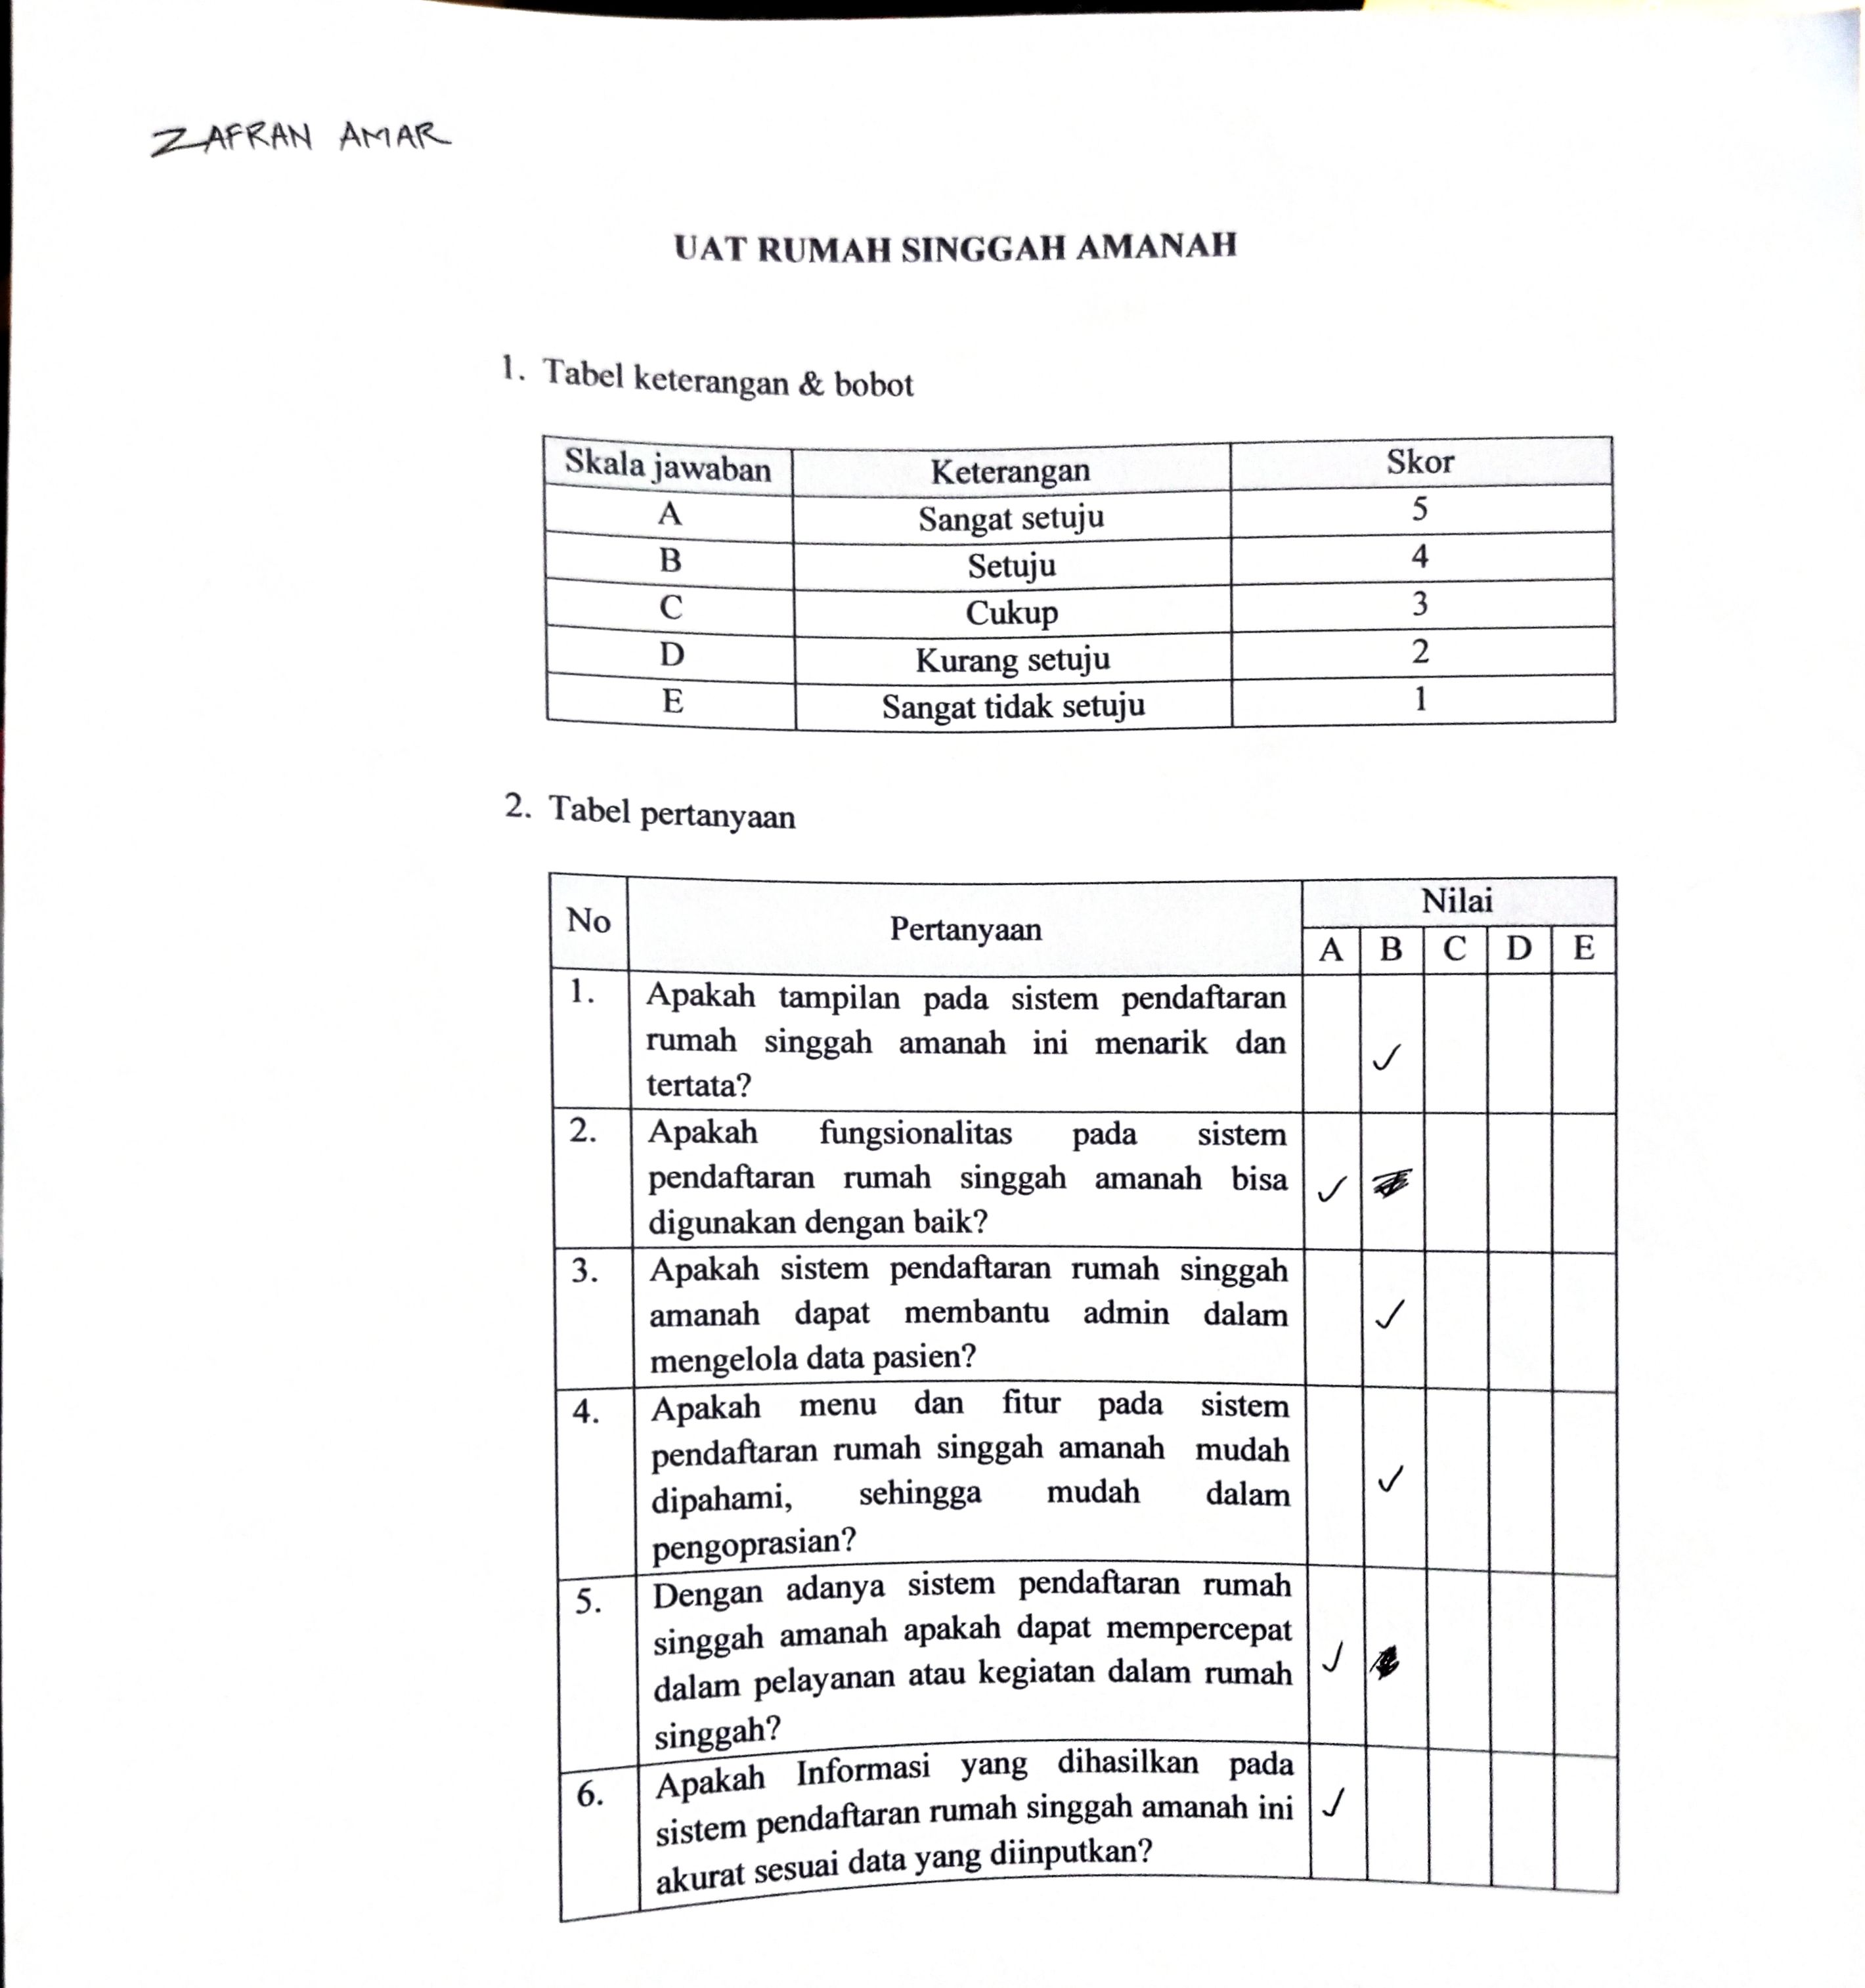 ZAFRAN AMAR
UAT RUMAH SINGGAH AMANAH
1. Tabel keterangan & bobot
Skala jawaban Keterangan Skor
A Sangat setuju 5
B Setuju 4
C Cukup 3
D Kurang setuju 2
E Sangat tidak setuju 1
2. Tabel pertanyaan
No Pertanyaan Nilai
A B C D E
1. Apakah tampilan pada sistem pendaftaran
rumah singgah amanah ini menarik dan
✓
tertata?
2. Apakah fungsionalitas pada sistem
pendaftaran rumah singgah amanah bisa ✓
digunakan dengan baik?
3. Apakah sistem pendaftaran rumah singgah
amanah dapat membantu admin dalam ✓
mengelola data pasien?
4. Apakah menu dan fitur pada sistem
pendaftaran rumah singgah amanah mudah
✓
dipahami, sehingga mudah dalam
pengoprasian?
5. Dengan adanya sistem pendaftaran rumah
singgah amanah apakah dapat mempercepat
✓
dalam pelayanan atau kegiatan dalam rumah
singgah?
6. Apakah Informasi yang dihasilkan pada
sistem pendaftaran rumah singgah amanah ini ✓
akurat sesuai data yang diinputkan?